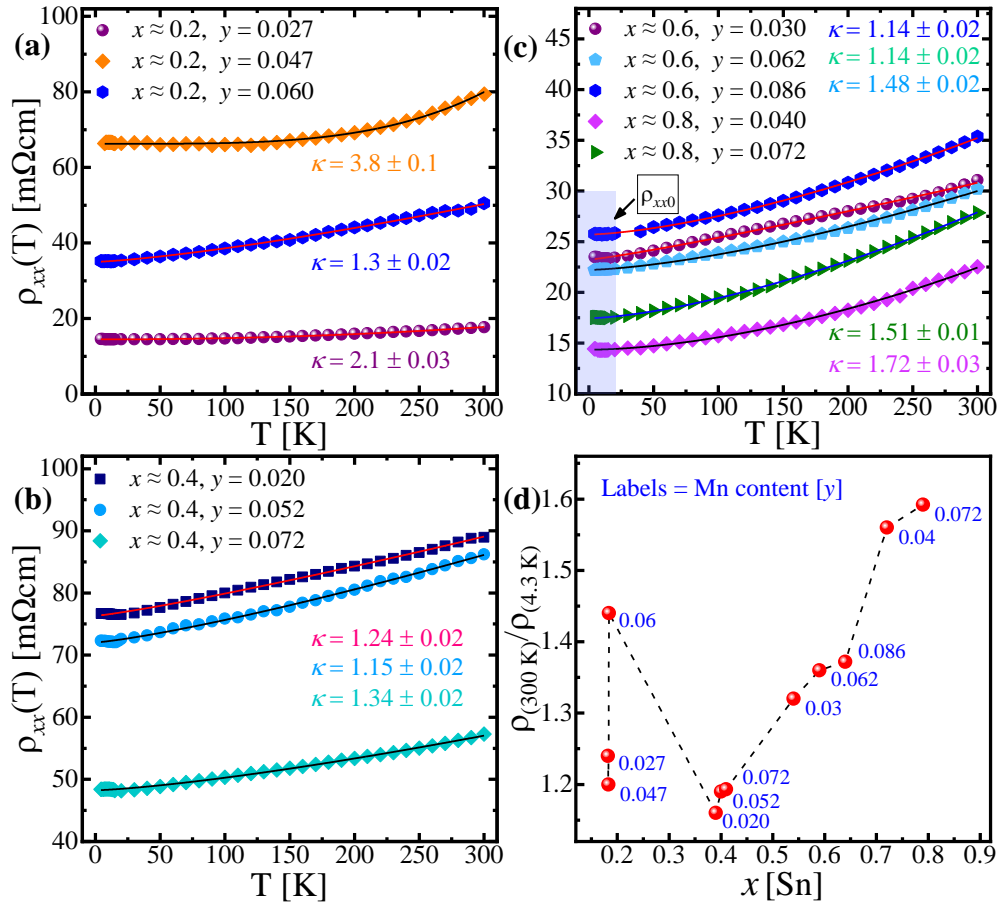 (a)
x ≈ 0.2, y = 0.027
x ≈ 0.2, y = 0.047
x ≈ 0.2, y = 0.060
κ = 3.8 ± 0.1
κ = 1.3 ± 0.02
κ = 2.1 ± 0.03
ρxx(T) [mΩcm]
100
80
60
40
20
0
0 50 100 150 200 250 300
T [K]
(c)
x ≈ 0.6, y = 0.030
x ≈ 0.6, y = 0.062
x ≈ 0.6, y = 0.086
x ≈ 0.8, y = 0.040
x ≈ 0.8, y = 0.072
κ = 1.14 ± 0.02
κ = 1.14 ± 0.02
κ = 1.48 ± 0.02
ρxx0
κ = 1.51 ± 0.01
κ = 1.72 ± 0.03
45
40
35
30
25
20
15
10
0 50 100 150 200 250 300
T [K]
(b)
x ≈ 0.4, y = 0.020
x ≈ 0.4, y = 0.052
x ≈ 0.4, y = 0.072
κ = 1.24 ± 0.02
κ = 1.15 ± 0.02
κ = 1.34 ± 0.02
ρxx(T) [mΩcm]
100
90
80
70
60
50
40
0 50 100 150 200 250 300
T [K]
(d)
Labels = Mn content [y]
0.072
0.04
0.06
0.086
0.062
0.03
0.027
0.047
0.072
0.052
0.020
ρ(300 K)/ρ(4.3 K)
1.6
1.5
1.4
1.3
1.2
0.2 0.3 0.4 0.5 0.6 0.7 0.8 0.9
x [Sn]